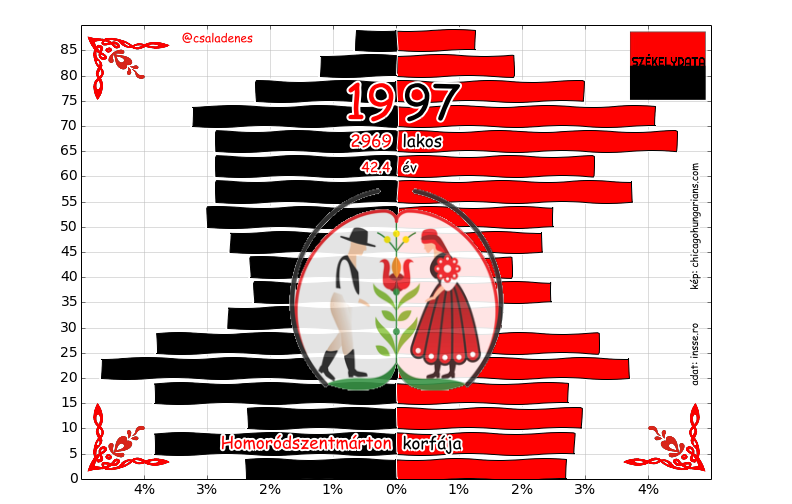 @csaladenes
SZÉKELYDATA
1997
2969 lakos
42.4 év
kép: chicagohungarians.com
adat: insse.ro
Homoródszentmárton korfája
85
80
75
70
65
60
55
50
45
40
35
30
25
20
15
10
5
0
4% 3% 2% 1% 0% 1% 2% 3% 4%